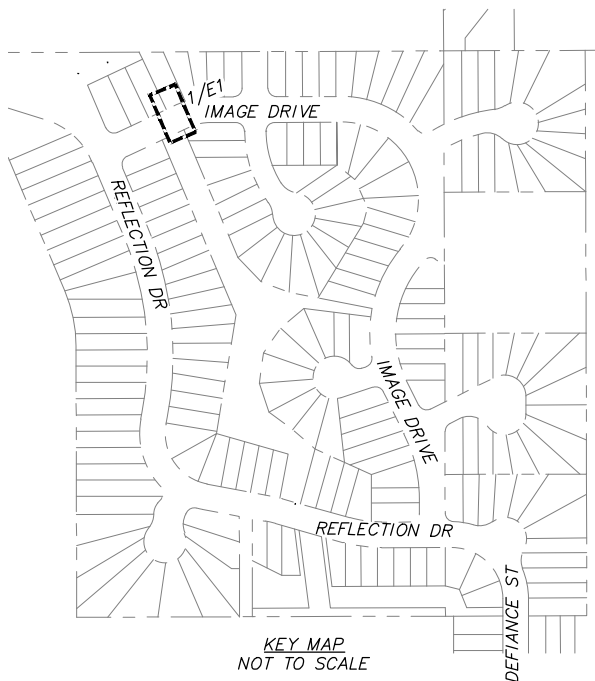 1/E1
IMAGE DRIVE
REFLECTION DR
IMAGE DRIVE
REFLECTION DR
DEFIANCE ST
KEY MAP
NOT TO SCALE